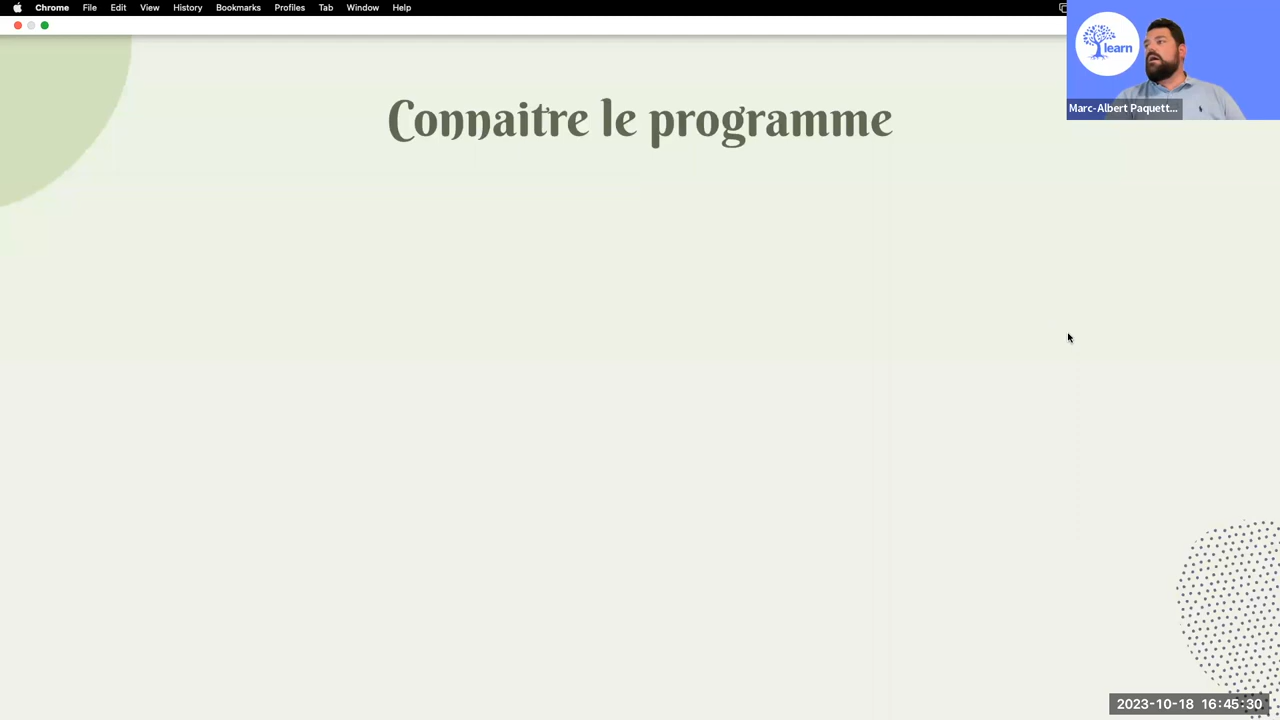 Chrome File Edit View History Bookmarks Profiles Tab Window Help
learn
Marc-Albert Paquett...
Connaitre le programme
2023-10-18 16:45:30